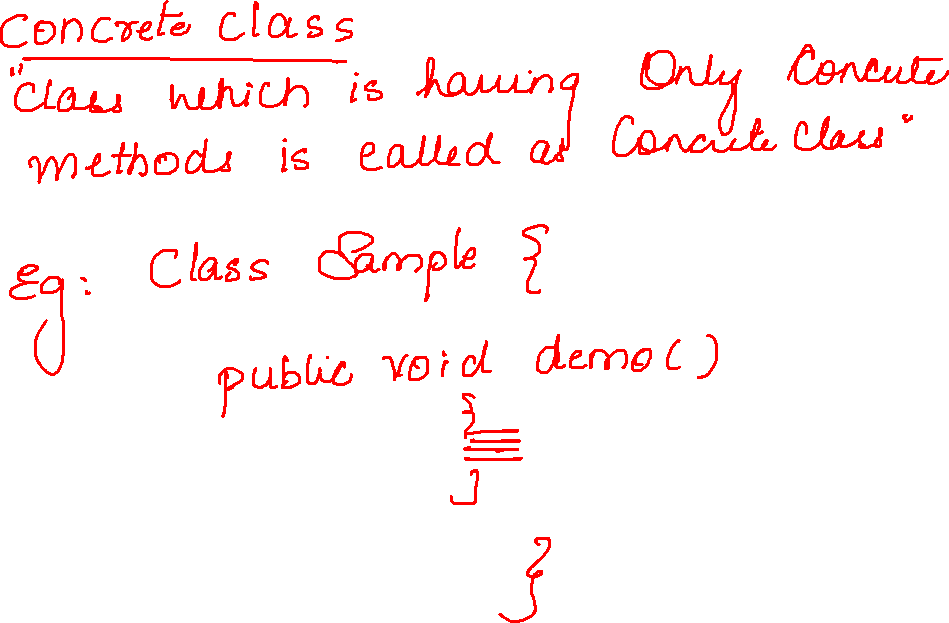 Concrete class
"class which is having Only Concrete
methods is called as Concrete class"
Eg: Class Sample {
public void demo()
{
}
}